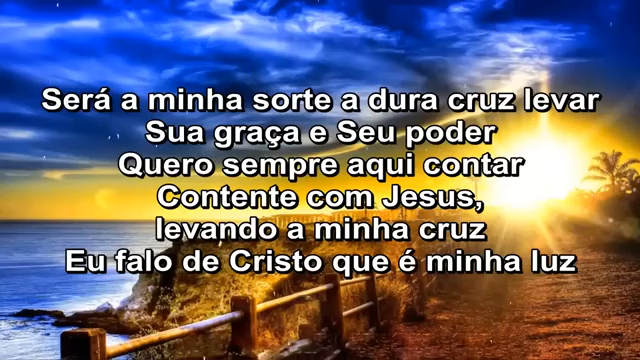 Será a minha sorte a dura cruz levar
Sua graça e Seu poder
Quero sempre aqui contar
Contente com Jesus,
levando a minha cruz
Eu falo de Cristo que é minha luz